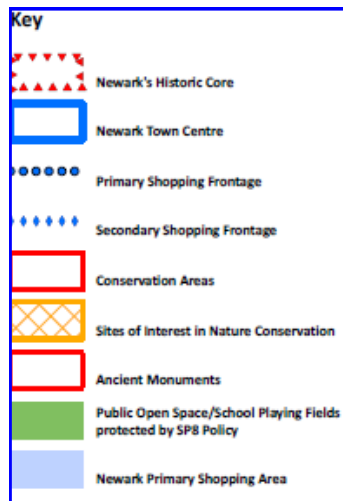 Key
Newark's Historic Core
Newark Town Centre
Primary Shopping Frontage
Secondary Shopping Frontage
Conservation Areas
Sites of Interest in Nature Conservation
Ancient Monuments
Public Open Space/School Playing Fields
protected by SP8 Policy
Newark Primary Shopping Area